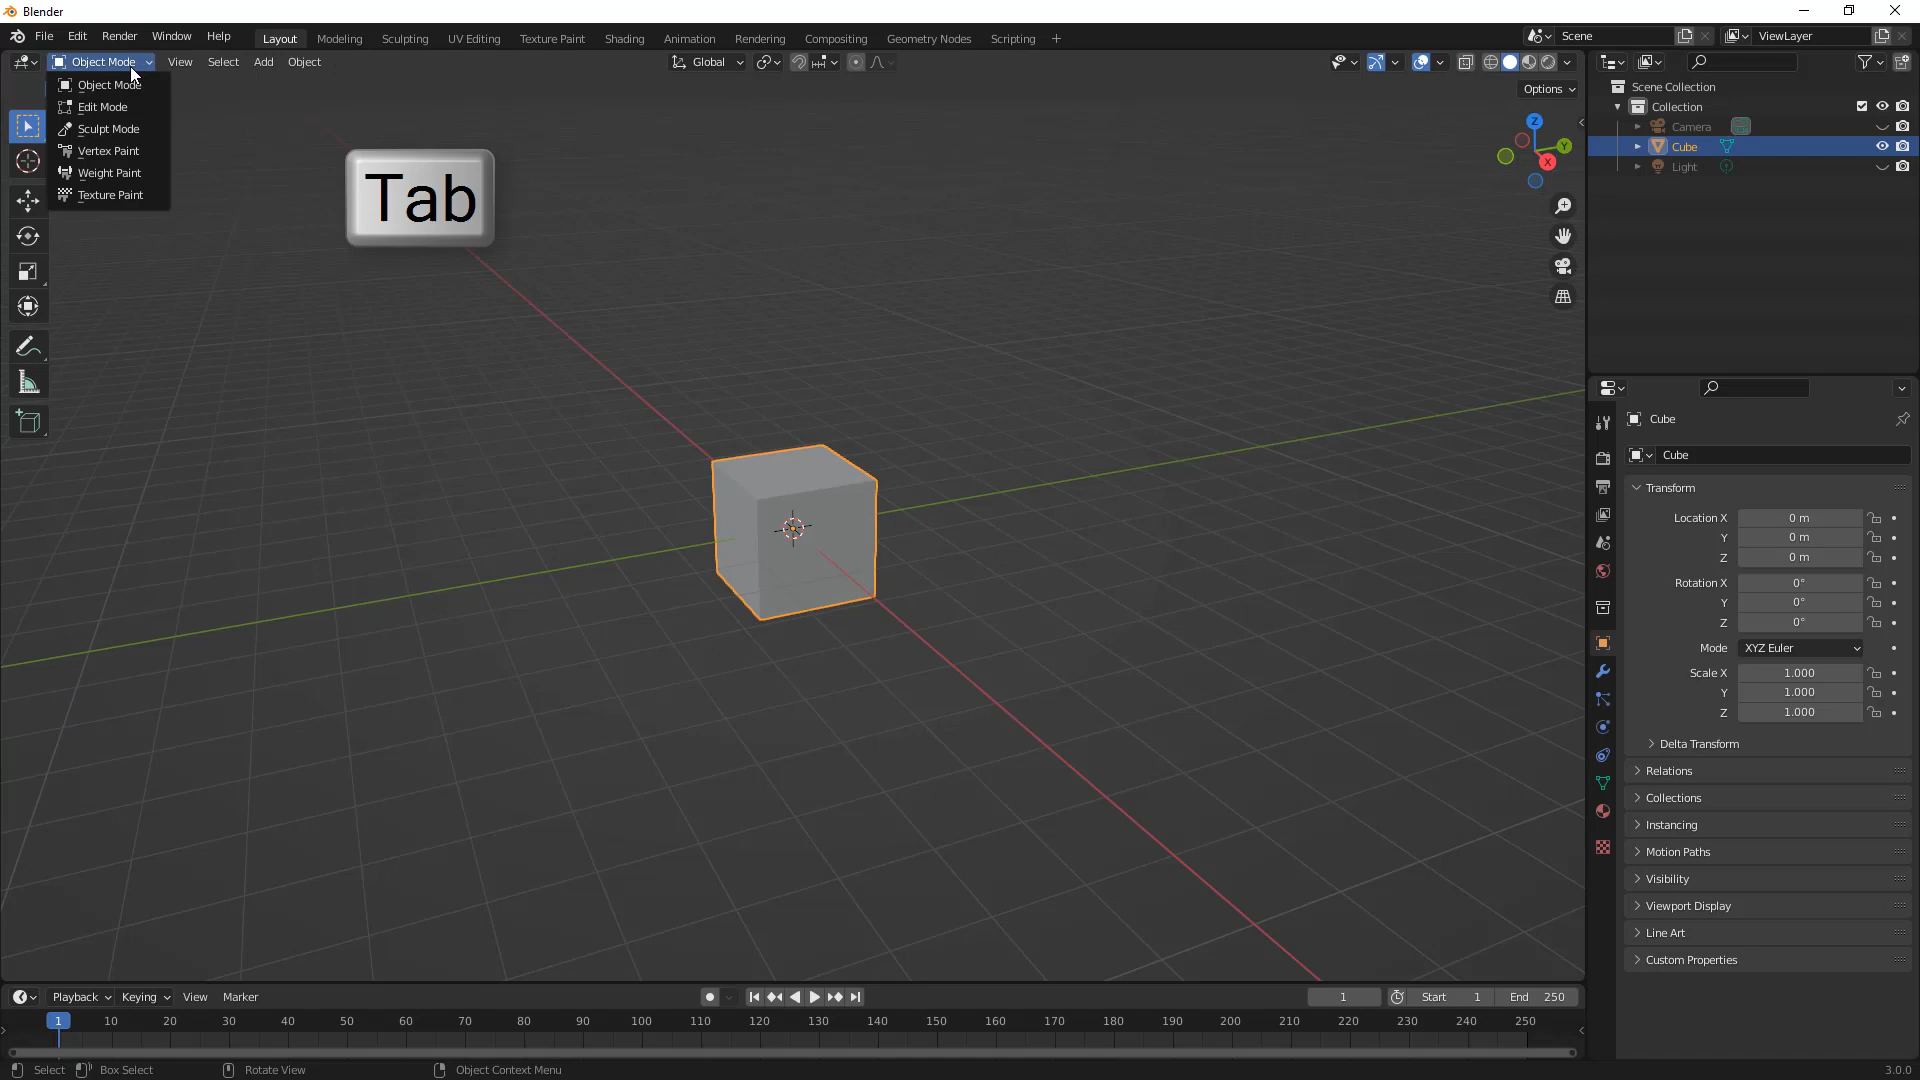 Blender
File Edit Render Window Help Layout Modeling Sculpting UV Editing Texture Paint Shading Animation Rendering Compositing Geometry Nodes Scripting + Scene ViewLayer
Object Mode View Select Add Object Global
Options
Object Mode
Edit Mode
Sculpt Mode
Vertex Paint
Weight Paint
Texture Paint
Tab
Z
Y
X
Scene Collection
Collection
Camera
Cube
Light
Cube
Cube
Transform
Location X 0 m
Y 0 m
Z 0 m
Rotation X 0°
Y 0°
Z 0°
Mode XYZ Euler
Scale X 1.000
Y 1.000
Z 1.000
Delta Transform
Relations
Collections
Instancing
Motion Paths
Visibility
Viewport Display
Line Art
Custom Properties
Playback Keying View Marker 1 Start 1 End 250
1 10 20 30 40 50 60 70 80 90 100 110 120 130 140 150 160 170 180 190 200 210 220 230 240 250
Select Box Select Rotate View Object Context Menu 3.0.0